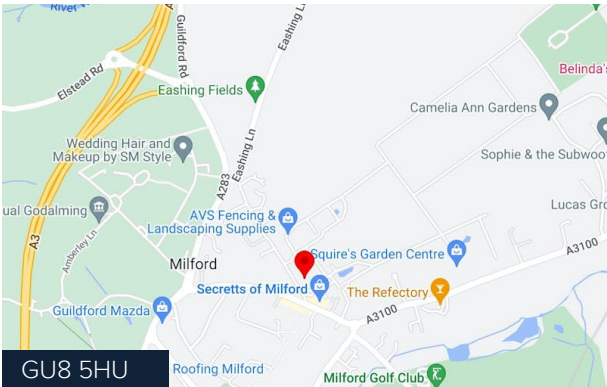 River
Elstead Rd
Guildford Rd
Eashing Ln
Eashing Fields
Belinda's
Camelia Ann Gardens
Wedding Hair and
Makeup by SM Style
Eashing Ln
Sophie & the Subwoo
A283
ual Godalming
AVS Fencing &
Landscaping Supplies
Lucas Gro
A3
Amberley Ln
Squire's Garden Centre
A3100
Milford
Secretts of Milford
The Refectory
Guildford Mazda
A3100
GU8 5HU
Roofing Milford
Milford Golf Club